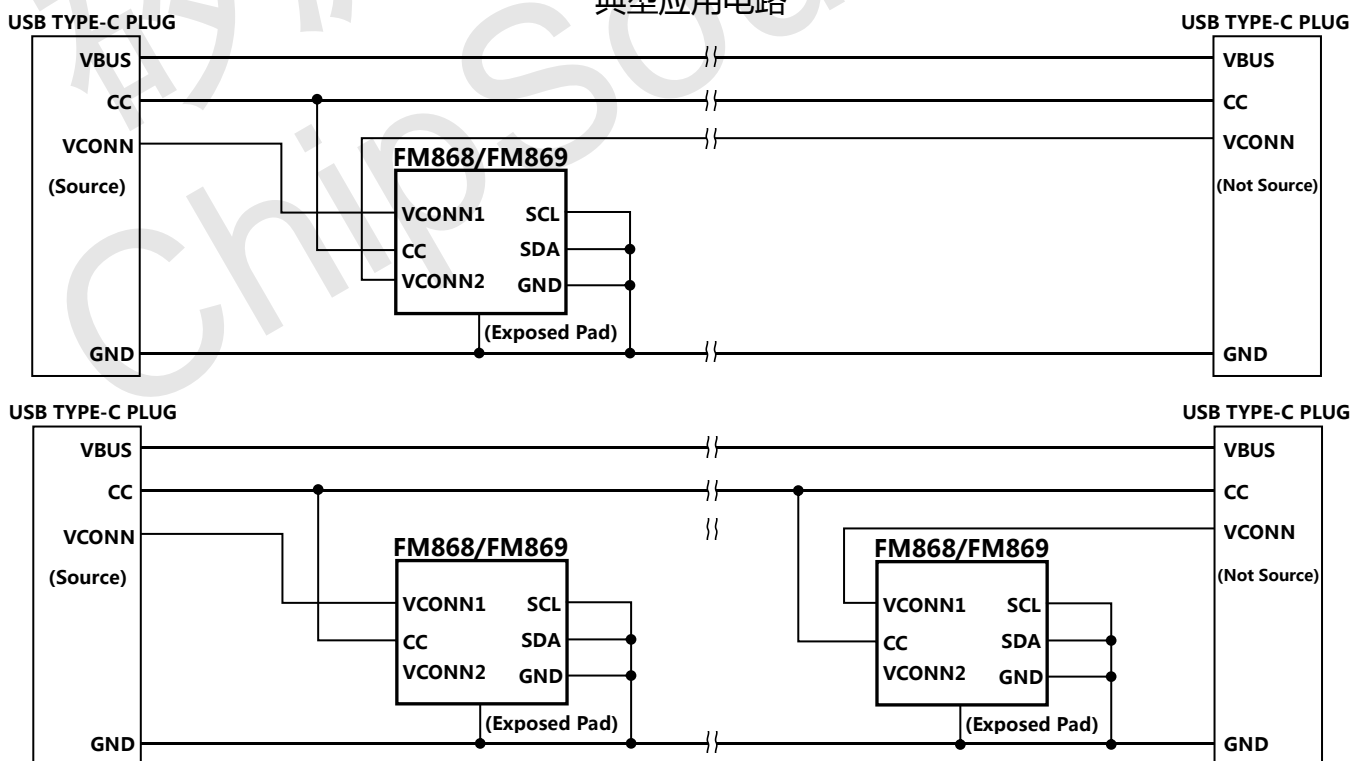 典型应用电路
USB TYPE-C PLUG
USB TYPE-C PLUG
VBUS
VBUS
CC
CC
VCONN
VCONN
FM868/FM869
(Source)
(Not Source)
VCONN1 SCL
CC SDA
VCONN2 GND
(Exposed Pad)
GND
GND
USB TYPE-C PLUG
USB TYPE-C PLUG
VBUS
VBUS
CC
CC
VCONN
VCONN
FM868/FM869
FM868/FM869
(Source)
(Not Source)
VCONN1 SCL
VCONN1 SCL
CC SDA
CC SDA
VCONN2 GND
VCONN2 GND
(Exposed Pad)
(Exposed Pad)
GND
GND